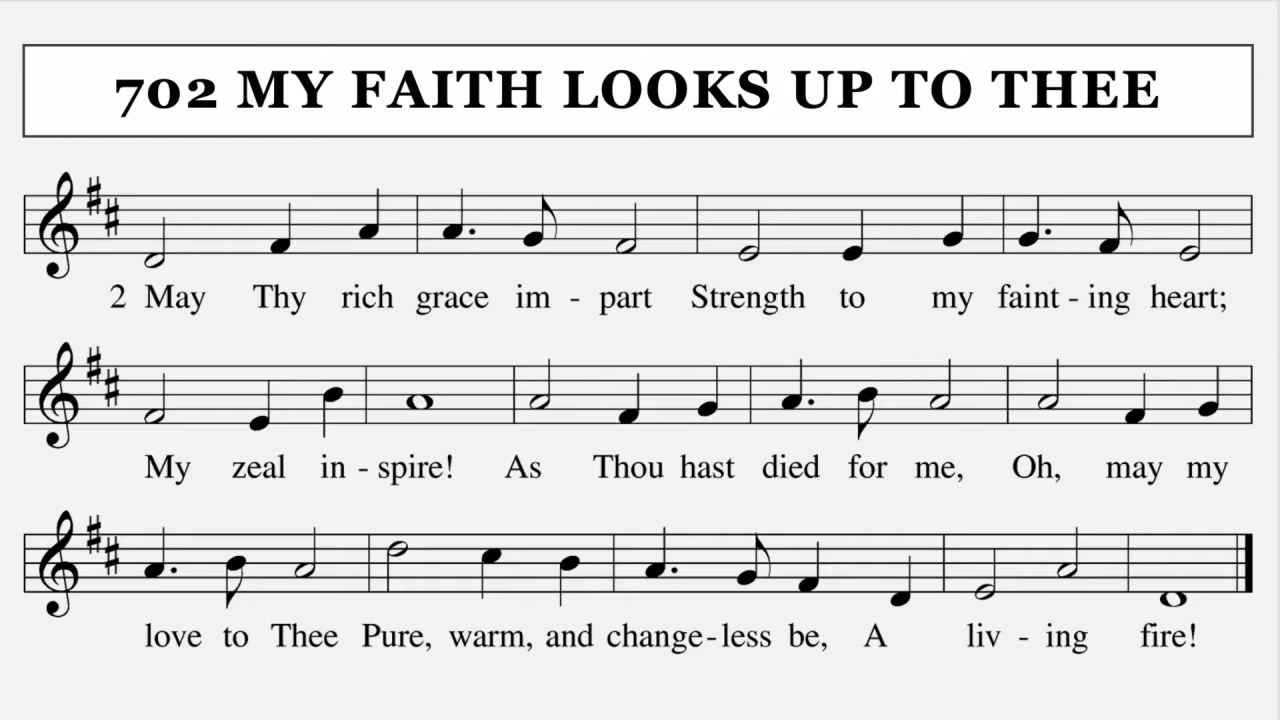 702 MY FAITH LOOKS UP TO THEE
2 May Thy rich grace im - part Strength to my faint - ing heart;
My zeal in - spire! As Thou hast died for me, Oh, may my
love to Thee Pure, warm, and change - less be, A liv - ing fire!